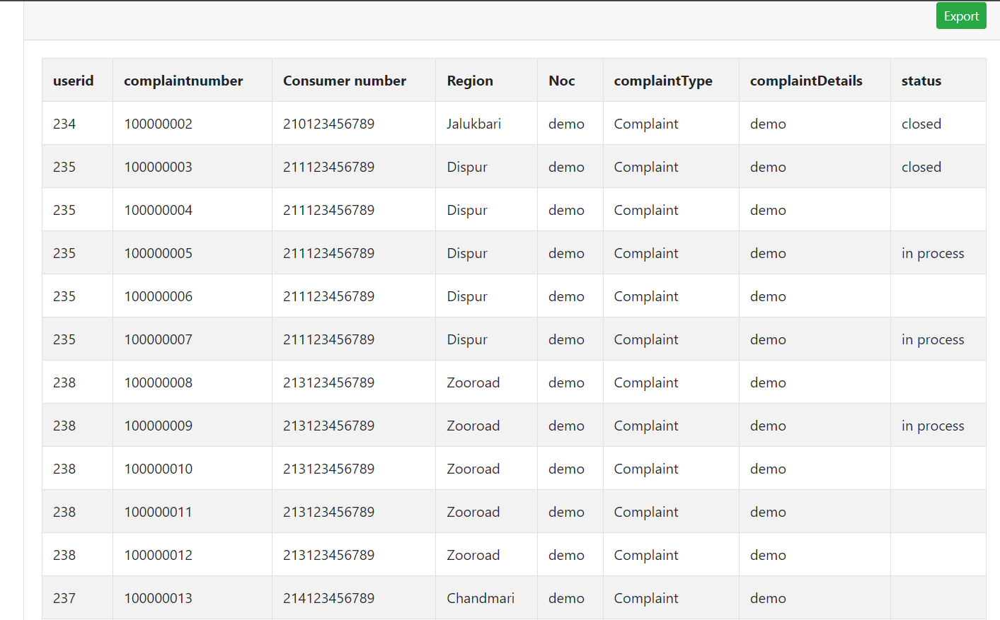 Export
userid complaintnumber Consumer number Region Noc complaintType complaintDetails status
234 100000002 210123456789 Jalukbari demo Complaint demo closed
235 100000003 211123456789 Dispur demo Complaint demo closed
235 100000004 211123456789 Dispur demo Complaint demo
235 100000005 211123456789 Dispur demo Complaint demo in process
235 100000006 211123456789 Dispur demo Complaint demo
235 100000007 211123456789 Dispur demo Complaint demo in process
238 100000008 213123456789 Zooroad demo Complaint demo
238 100000009 213123456789 Zooroad demo Complaint demo in process
238 100000010 213123456789 Zooroad demo Complaint demo
238 100000011 213123456789 Zooroad demo Complaint demo
238 100000012 213123456789 Zooroad demo Complaint demo
237 100000013 214123456789 Chandmari demo Complaint demo